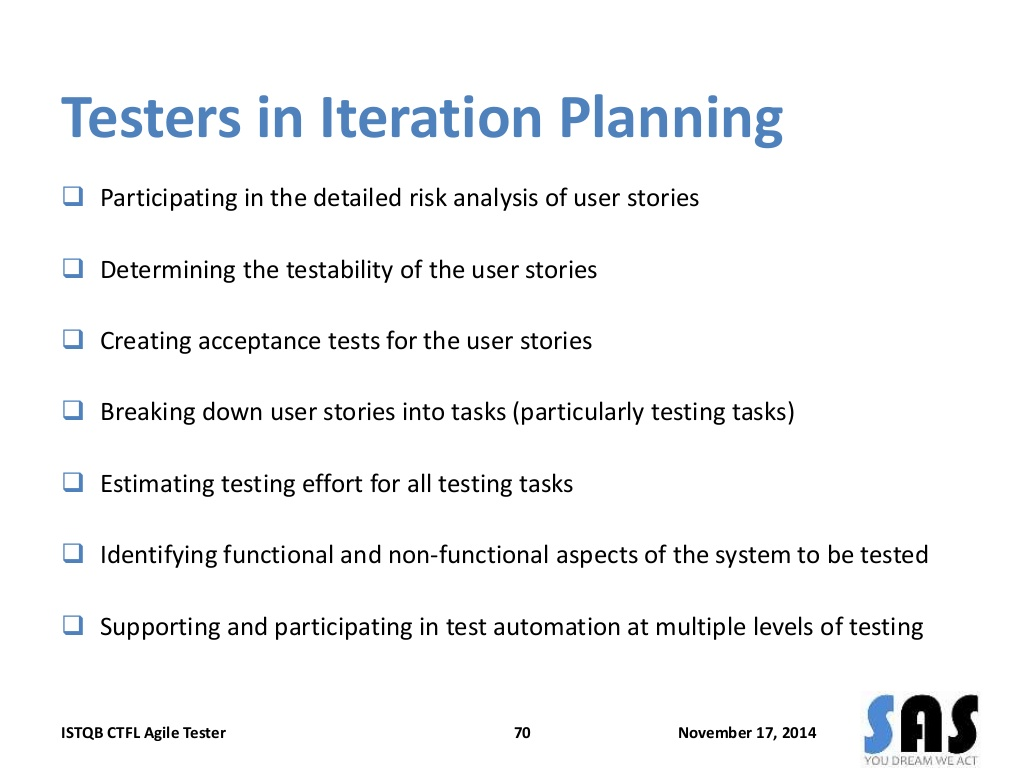 Testers in Iteration Planning
❑ Participating in the detailed risk analysis of user stories
❑ Determining the testability of the user stories
❑ Creating acceptance tests for the user stories
❑ Breaking down user stories into tasks (particularly testing tasks)
❑ Estimating testing effort for all testing tasks
❑ Identifying functional and non-functional aspects of the system to be tested
❑ Supporting and participating in test automation at multiple levels of testing
ISTQB CTFL Agile Tester 70 November 17, 2014
SAS
YOU DREAM WE ACT